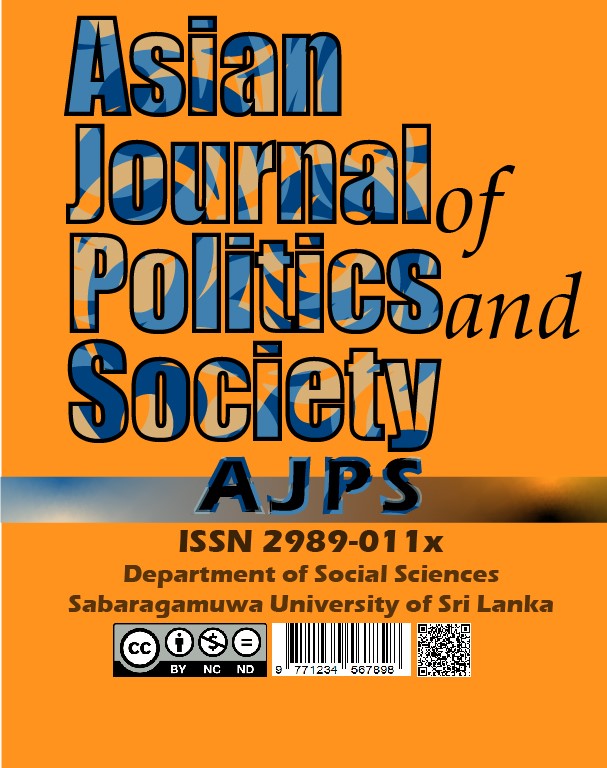 Asian
Journal of
Politics and
Society
AJPS
ISSN 2989-011x
Department of Social Sciences
Sabaragamuwa University of Sri Lanka
cc
BY NC ND
9 771234 567898